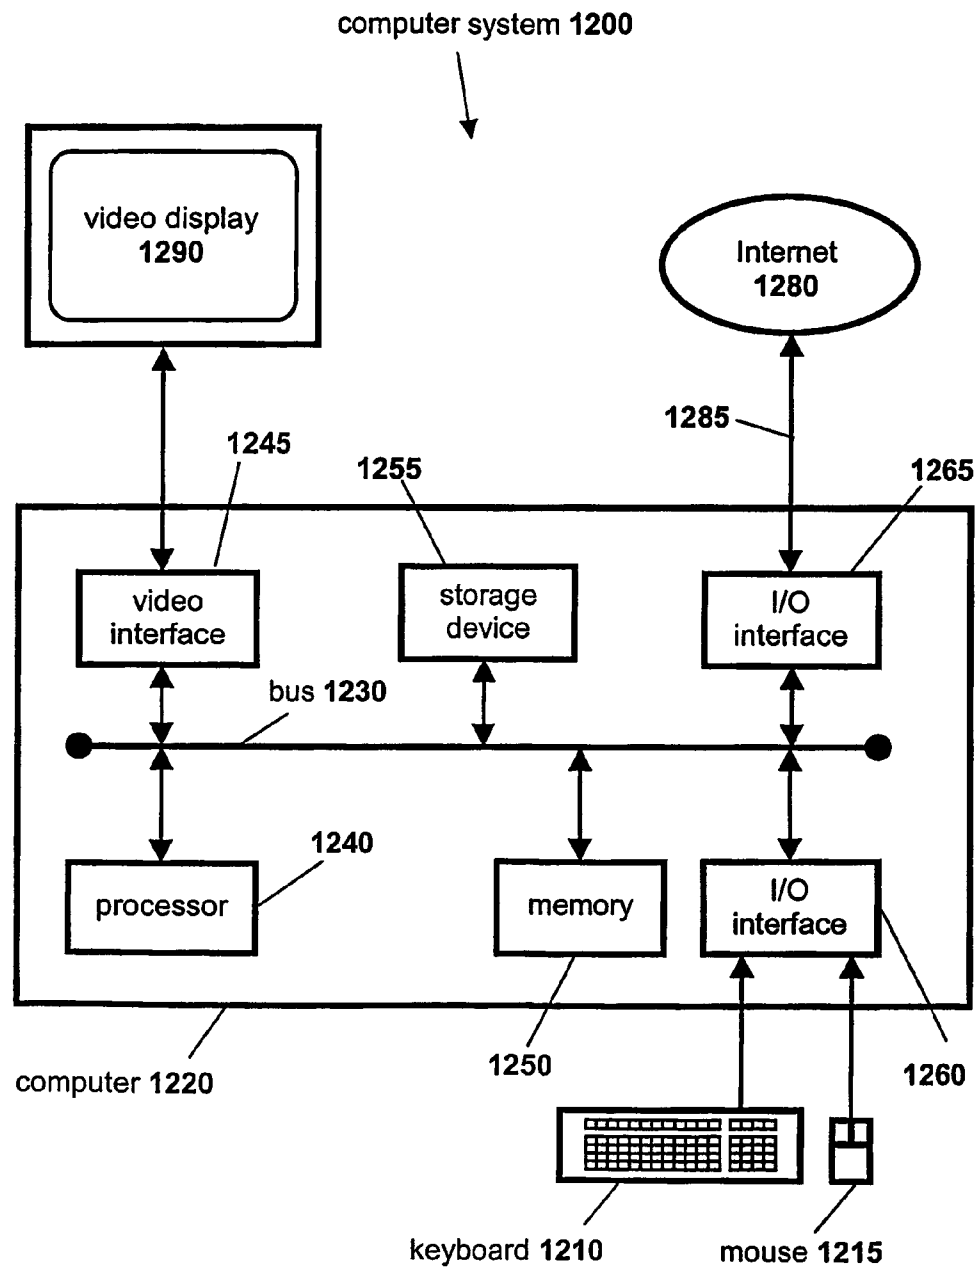 computer system 1200
video display
1290
Internet
1280
1285
1245
1255
1265
video
interface
storage
device
I/O
interface
bus 1230
1240
processor
memory
I/O
interface
1250
1260
computer 1220
keyboard 1210
mouse 1215